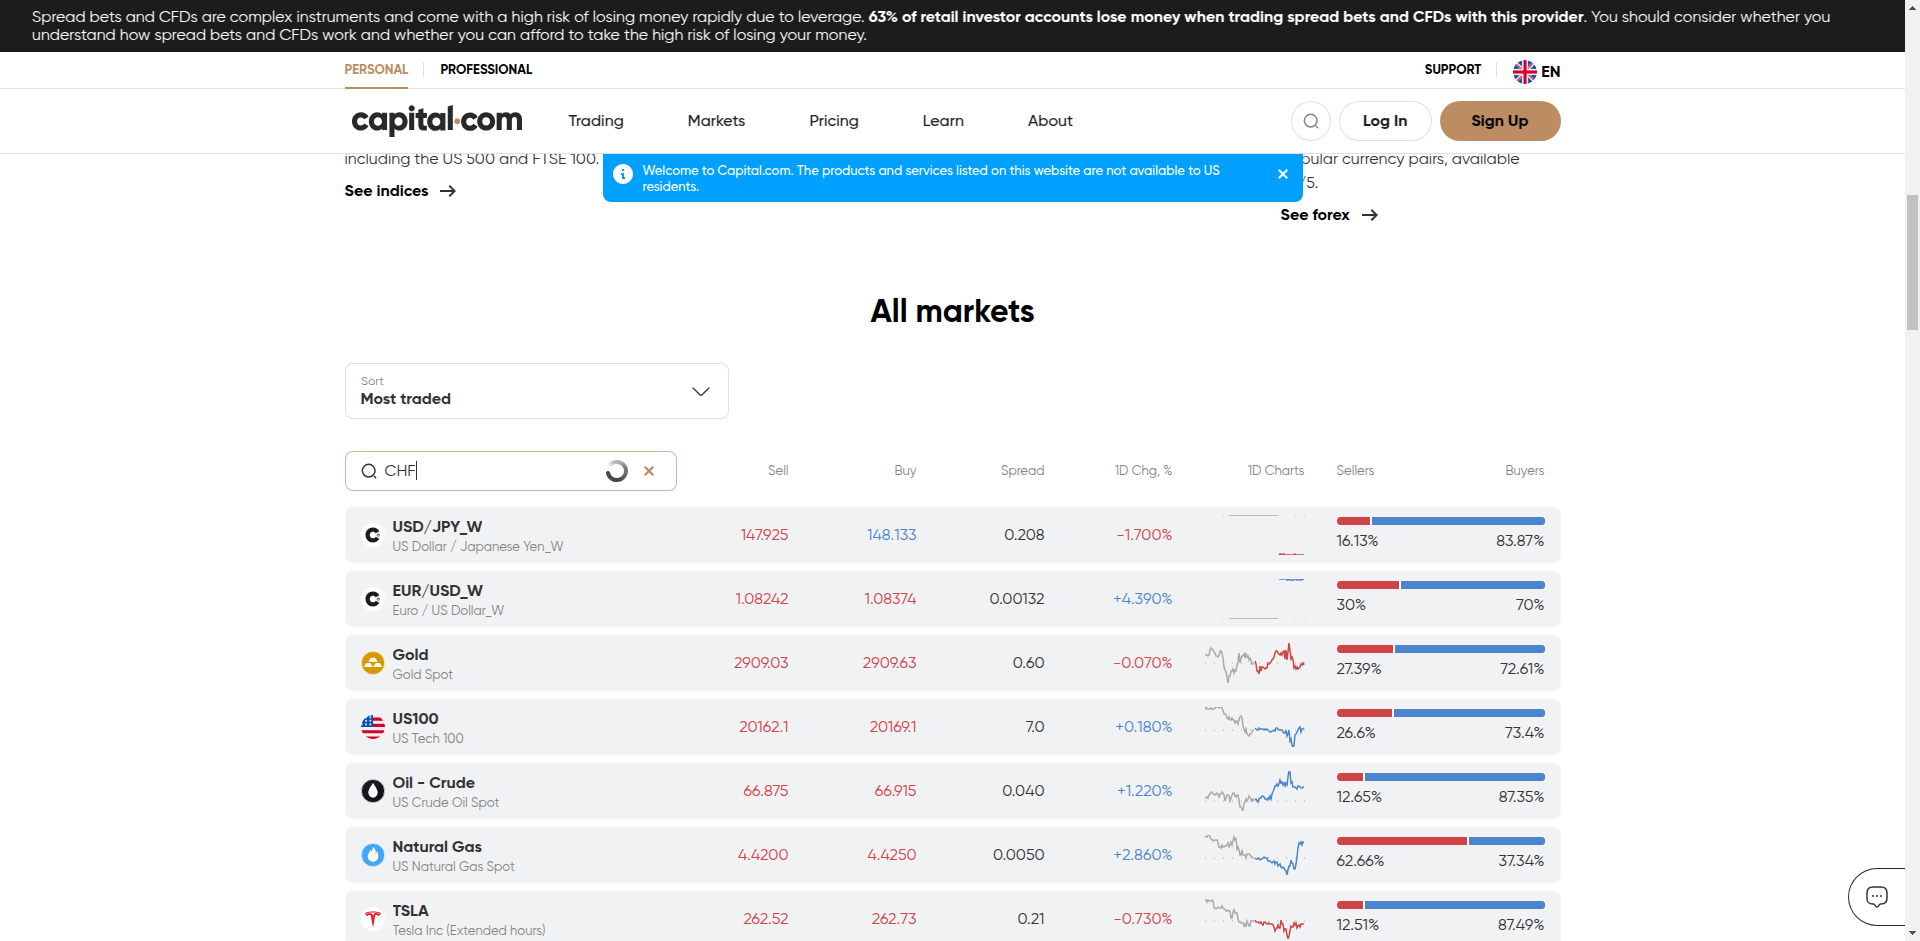 Spread bets and CFDs are complex instruments and come with a high risk of losing money rapidly due to leverage. 63% of retail investor accounts lose money when trading spread bets and CFDs with this provider. You should consider whether you
understand how spread bets and CFDs work and whether you can afford to take the high risk of losing your money.
PERSONAL PROFESSIONAL SUPPORT EN
capital.com Trading Markets Pricing Learn About Log In Sign Up
including the US 500 and FTSE 100.
Welcome to Capital.com. The products and services listed on this website are not available to US
residents.
pular currency pairs, available
/5.
See indices
See forex
All markets
Sort
Most traded
CHF Sell Buy Spread 1D Chg, % 1D Charts Sellers Buyers
USD/JPY_W 147.925 148.133 0.208 -1.700%
US Dollar / Japanese Yen_W 16.13% 83.87%
EUR/USD_W 1.08242 1.08374 0.00132 +4.390%
Euro / US Dollar_W 30% 70%
Gold 2909.03 2909.63 0.60 -0.070%
Gold Spot 27.39% 72.61%
US100 20162.1 20169.1 7.0 +0.180%
US Tech 100 26.6% 73.4%
Oil - Crude 66.875 66.915 0.040 +1.220%
US Crude Oil Spot 12.65% 87.35%
Natural Gas 4.4200 4.4250 0.0050 +2.860%
US Natural Gas Spot 62.66% 37.34%
TSLA 262.52 262.73 0.21 -0.730%
Tesla Inc (Extended hours) 12.51% 87.49%